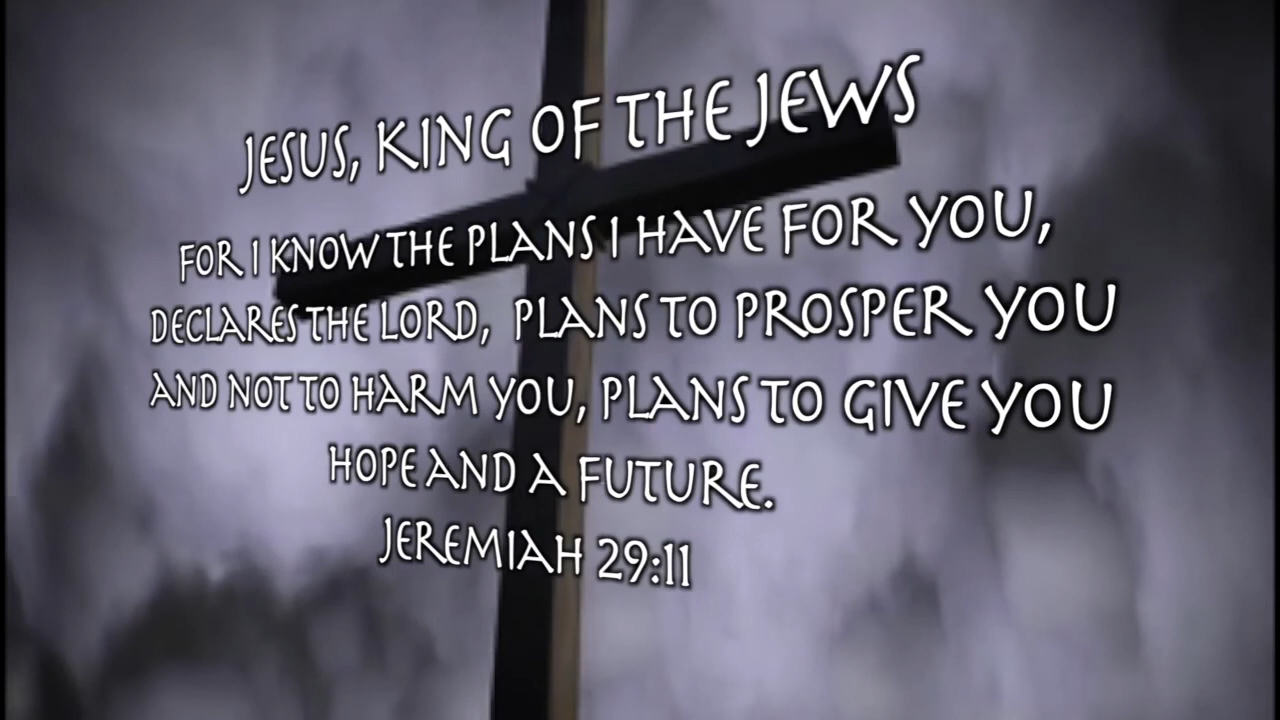 JESUS, KING OF THE JEWS
FOR I KNOW THE PLANS I HAVE FOR YOU,
DECLARES THE LORD, PLANS TO PROSPER YOU
AND NOT TO HARM YOU, PLANS TO GIVE YOU
HOPE AND A FUTURE.
JEREMIAH 29:11